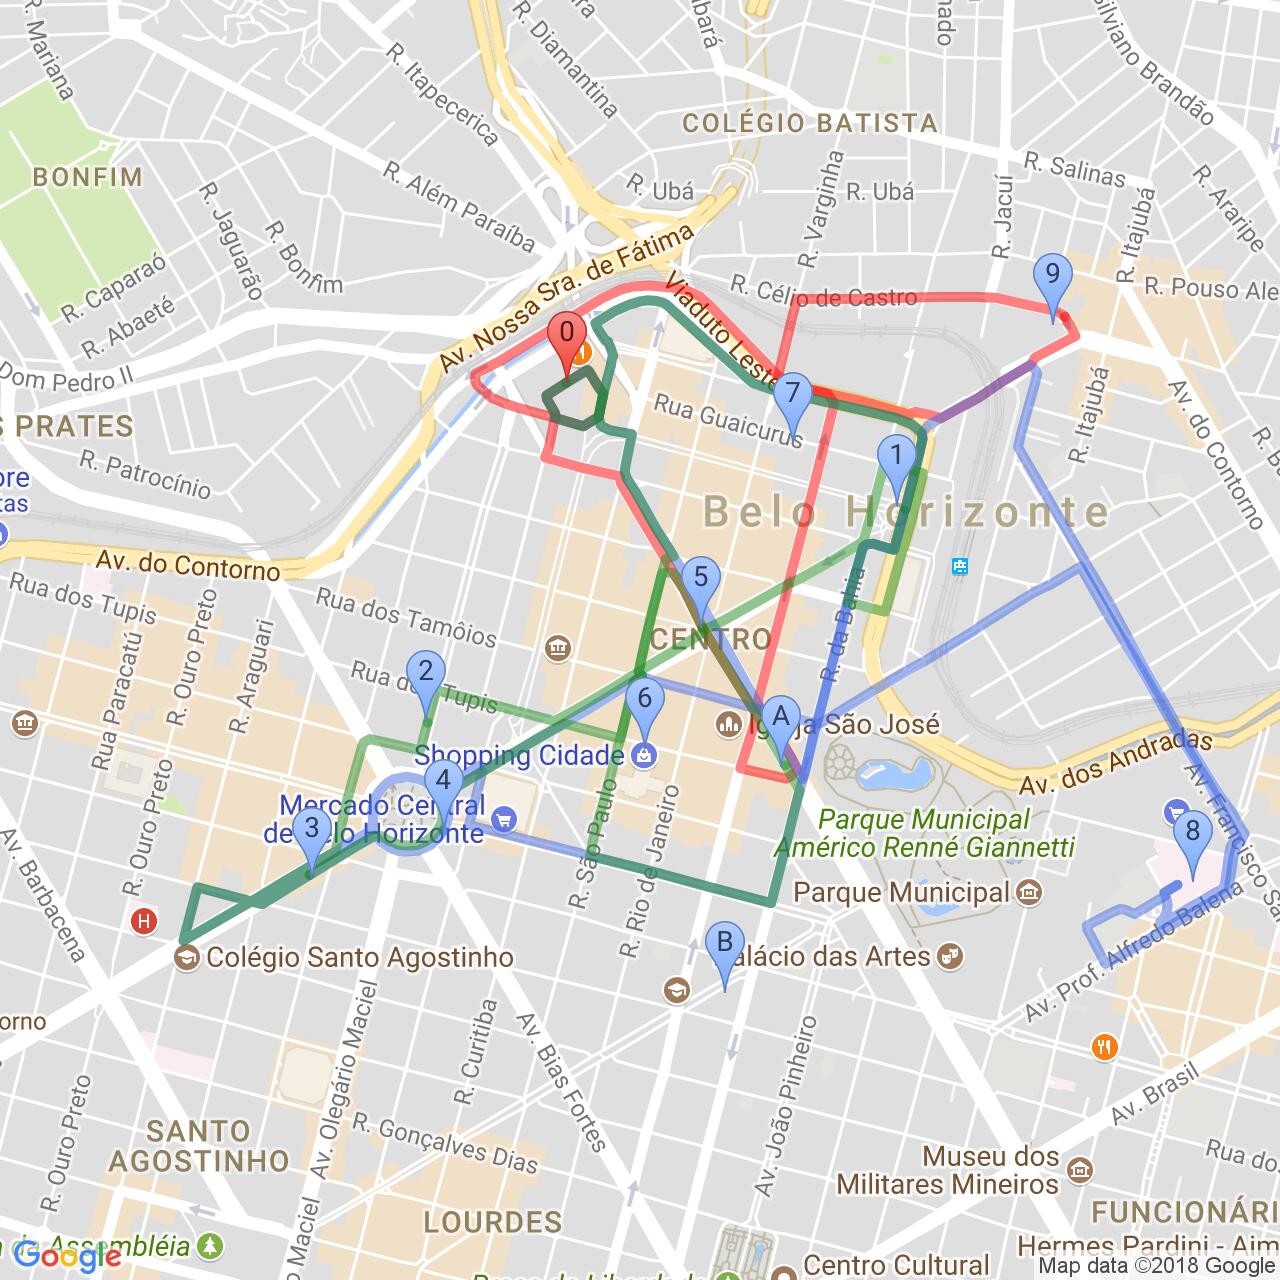 R. Mariana
R. Itapecerica
R. Diamantina
Silviano Brandão
COLÉGIO BATISTA
R. Salinas
BONFIM
R. Além Paraíba
R. Ubá
R. Varginha
R. Ubá
R. Jacuí
R. Itajubá
R. Araripe
R. Jaguarão
R. Bonfim
R. Caparaó
R. Abaeté
Av. Nossa Sra. de Fátima
Viaduto Leste
R. Célio de Castro
9
R. Pouso Ale
0
Dom Pedro II
7
Rua Guaicurus
R. Itajubá
Av. do Contorno
S PRATES
R. Patrocínio
1
Belo Horizonte
Av. do Contorno
Rua dos Tupis
Rua dos Tamôios
R. Ouro Preto
R. Araguari
Rua Paracatú
5
CENTRO
R. da Bahia
2
Rua dos Tupis
6
A
Igreja São José
Shopping Cidade
Av. dos Andradas
4
3
Mercado Central
de Belo Horizonte
R. São Paulo
R. Rio de Janeiro
R. Ouro Preto
Parque Municipal
Américo Renné Giannetti
8
Av. Francisco Sa
Av. Barbacena
H
Parque Municipal
B
Palácio das Artes
Av. Prof. Alfredo Balena
Colégio Santo Agostinho
orno
Av. Olegário Maciel
R. Curitiba
Av. Bias Fortes
Av. João Pinheiro
Av. Brasil
R. Ouro Preto
R. Gonçalves Dias
SANTO
AGOSTINHO
Rua do
Museu dos
Militares Mineiros
LOURDES
FUNCIONÁRI
Maciel
a da Assembléia
Hermes Pardini - Aim
Google
Centro Cultural
Map data ©2018 Google